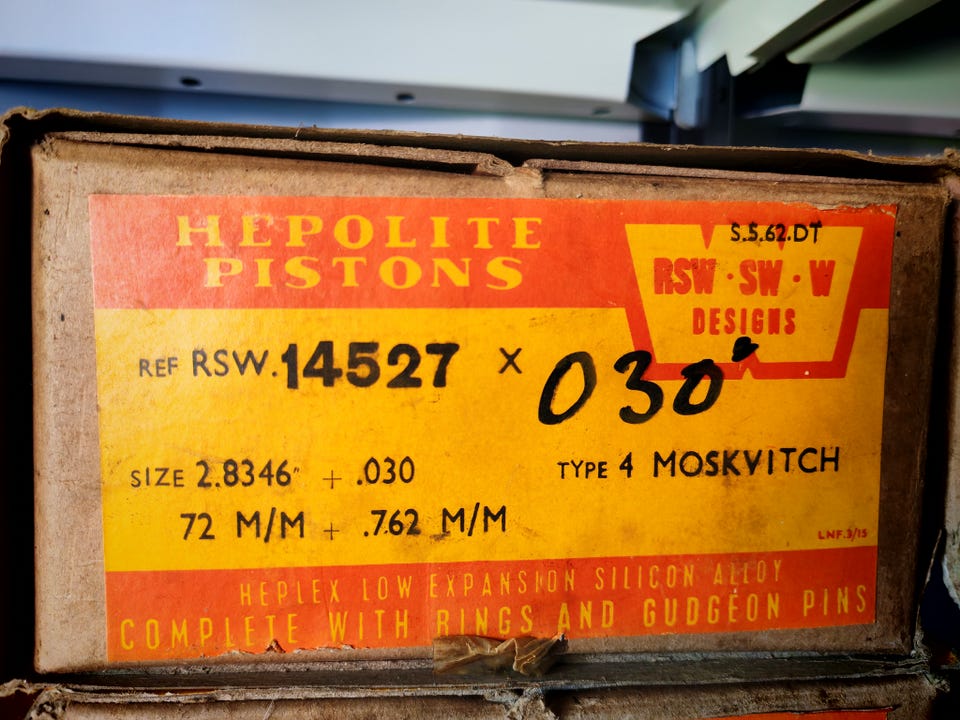 HEPOLITE
PISTONS
S.5.62.DT
RSW · SW · W
DESIGNS
REF RSW.14527 X 030"
SIZE 2.8346" + .030
TYPE 4 MOSKVITCH
72 M/M + .762 M/M
LNF.3/15
HEPLEX LOW EXPANSION SILICON ALLOY
COMPLETE WITH RINGS AND GUDGEON PINS